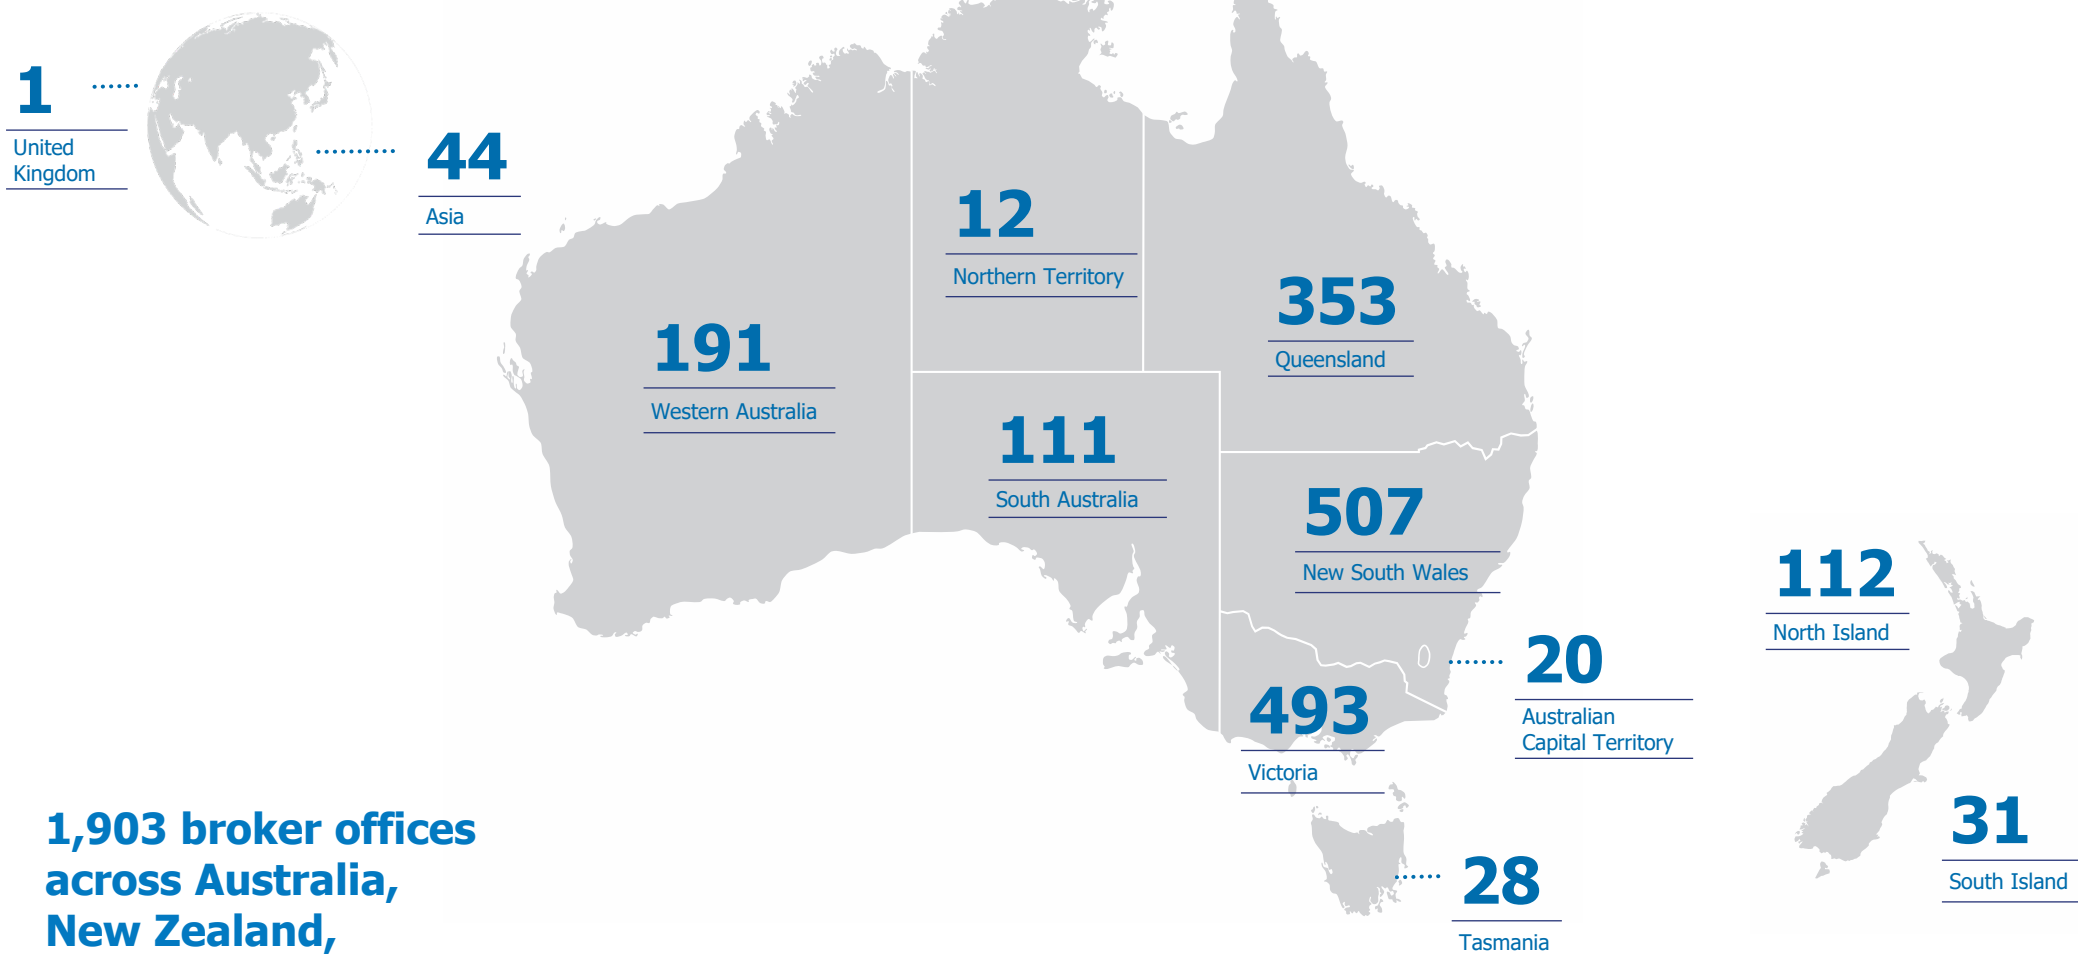 1
United
Kingdom
44
Asia
12
Northern Territory
353
Queensland
191
Western Australia
111
South Australia
507
New South Wales
112
North Island
20
Australian
Capital Territory
493
Victoria
31
South Island
28
Tasmania
1,903 broker offices
across Australia,
New Zealand,